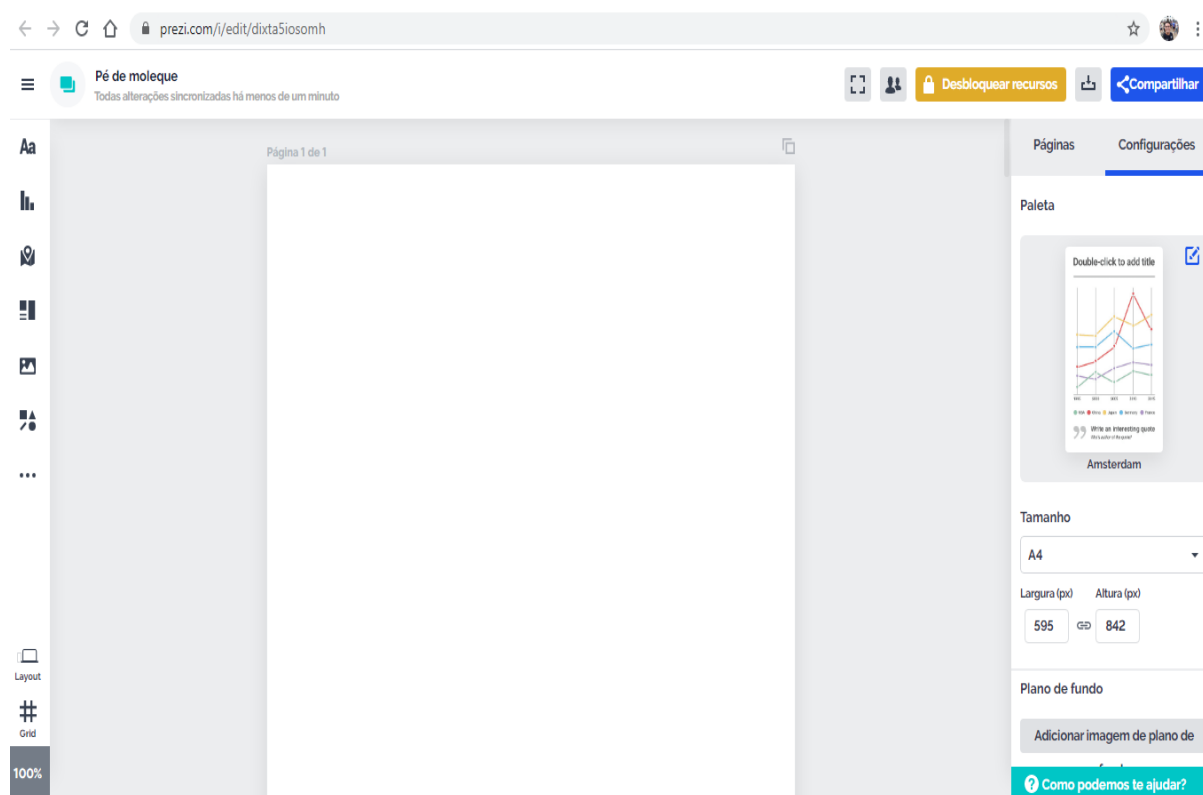 prezi.com/i/edit/dixta5iosomh
Pé de moleque
Todas alterações sincronizadas há menos de um minuto
Desbloquear recursos
Compartilhar
Aa
Página 1 de 1
Páginas Configurações
Paleta
Double-click to add title
Write an interesting quote
Amsterdam
Tamanho
A4
Largura (px) Altura (px)
595 842
Layout
Plano de fundo
Grid
Adicionar imagem de plano de
100%
Como podemos te ajudar?